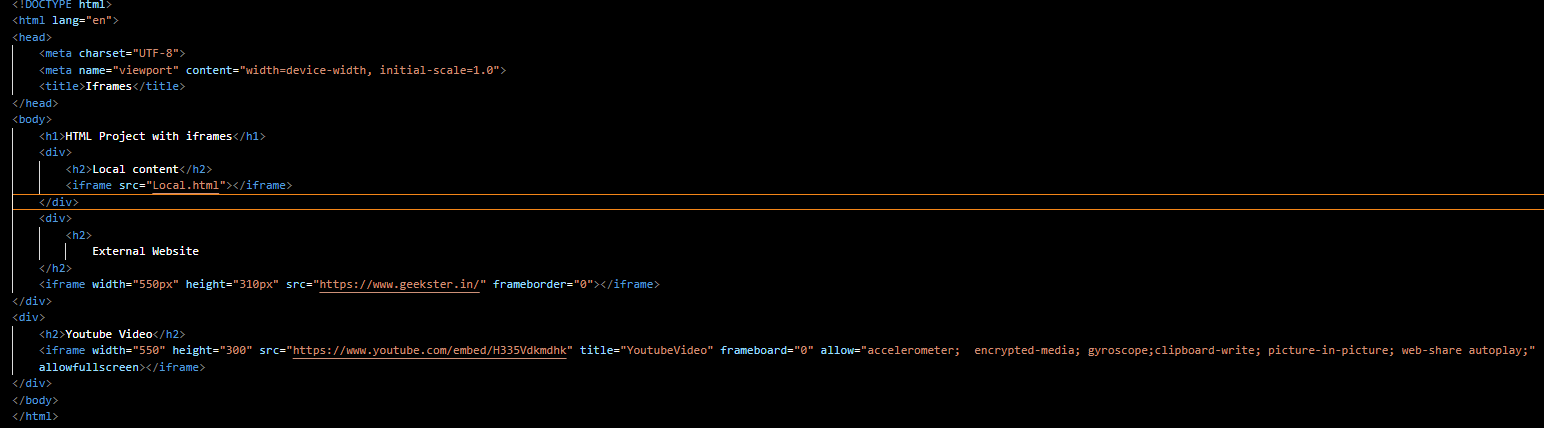 <!DOCTYPE html>
<html lang="en">
<head>
    <meta charset="UTF-8">
    <meta name="viewport" content="width=device-width, initial-scale=1.0">
    <title>Iframes</title>
</head>
<body>
    <h1>HTML Project with iframes</h1>
    <div>
        <h2>Local content</h2>
        <iframe src="Local.html"></iframe>
    </div>
    <div>
        <h2>
            External Website
    </h2>
    <iframe width="550px" height="310px" src="https://www.geekster.in/" frameborder="0"></iframe>
</div>
<div>
    <h2>Youtube Video</h2>
    <iframe width="550" height="300" src="https://www.youtube.com/embed/H335Vdkmdhk" title="YoutubeVideo" frameboard="0" allow="accelerometer;  encrypted-media; gyroscope;clipboard-write; picture-in-picture; web-share autoplay;"
    allowfullscreen></iframe>
</div>
</body>
</html>